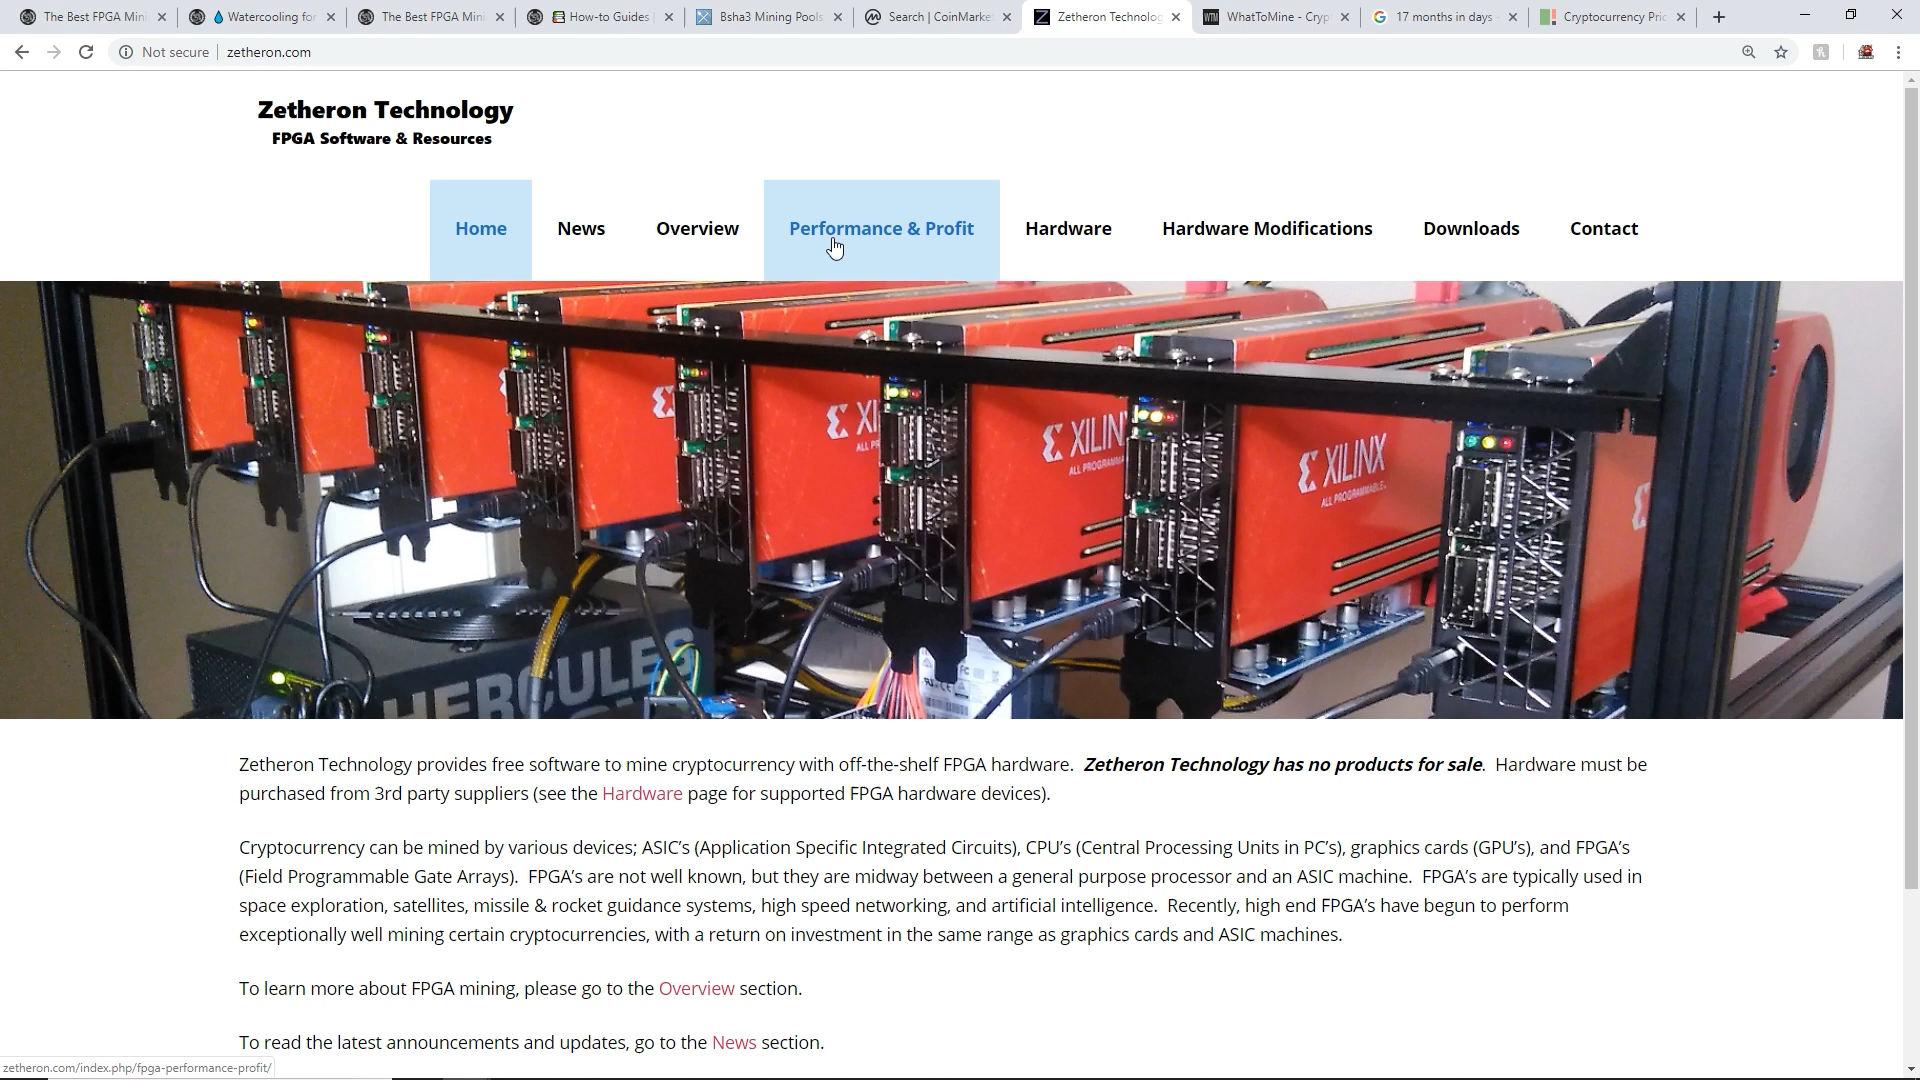 The Best FPGA Mini
Watercooling for
The Best FPGA Mini
How-to Guides
Bsha3 Mining Pools
Search | CoinMarke
Zetheron Technolog
WhatToMine - Cryp
17 months in days
Cryptocurrency Pric
Not secure
zetheron.com
Zetheron Technology
FPGA Software & Resources
Home
News
Overview
Performance & Profit
Hardware
Hardware Modifications
Downloads
Contact
XI
ALL P
XILIN
ALL PROGRAMMA
XILINX
ALL PROGRAMMABLE.
HERCULES
Zetheron Technology provides free software to mine cryptocurrency with off-the-shelf FPGA hardware. Zetheron Technology has no products for sale. Hardware must be
purchased from 3rd party suppliers (see the Hardware page for supported FPGA hardware devices).
Cryptocurrency can be mined by various devices; ASIC's (Application Specific Integrated Circuits), CPU's (Central Processing Units in PC's), graphics cards (GPU's), and FPGA's
(Field Programmable Gate Arrays). FPGA's are not well known, but they are midway between a general purpose processor and an ASIC machine. FPGA's are typically used in
space exploration, satellites, missile & rocket guidance systems, high speed networking, and artificial intelligence. Recently, high end FPGA's have begun to perform
exceptionally well mining certain cryptocurrencies, with a return on investment in the same range as graphics cards and ASIC machines.
To learn more about FPGA mining, please go to the Overview section.
To read the latest announcements and updates, go to the News section.
zetheron.com/index.php/fpga-performance-profit/